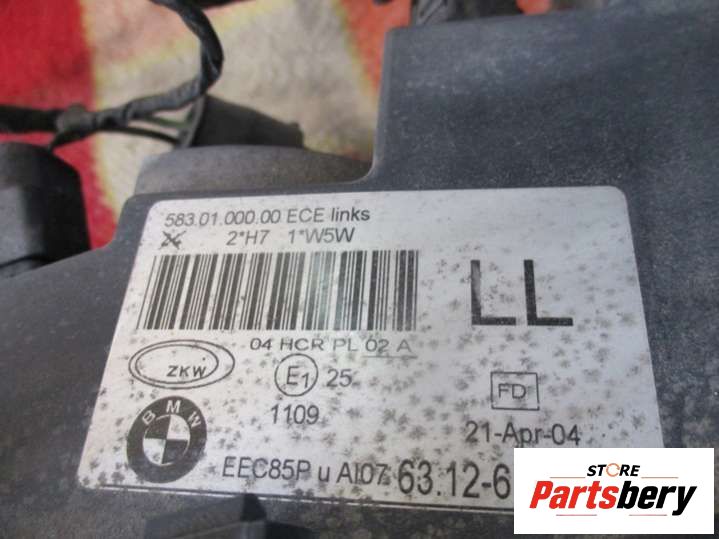 583.01.000.00 ECE links
2*H7 1*W5W
LL
04 HCR PL 02 A
ZKW
E1 25
FD
1109
BMW
21-Apr-04
EEC85P u AI07 63.12-6
STORE
Partsbery